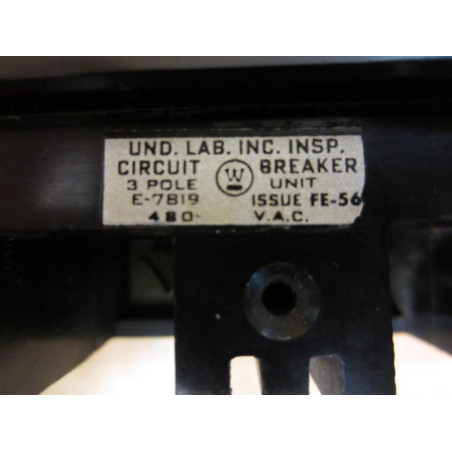 UND. LAB. INC. INSP.
CIRCUIT W BREAKER
3 POLE UNIT
E-7819 ISSUE FE-56
480- V.A.C.